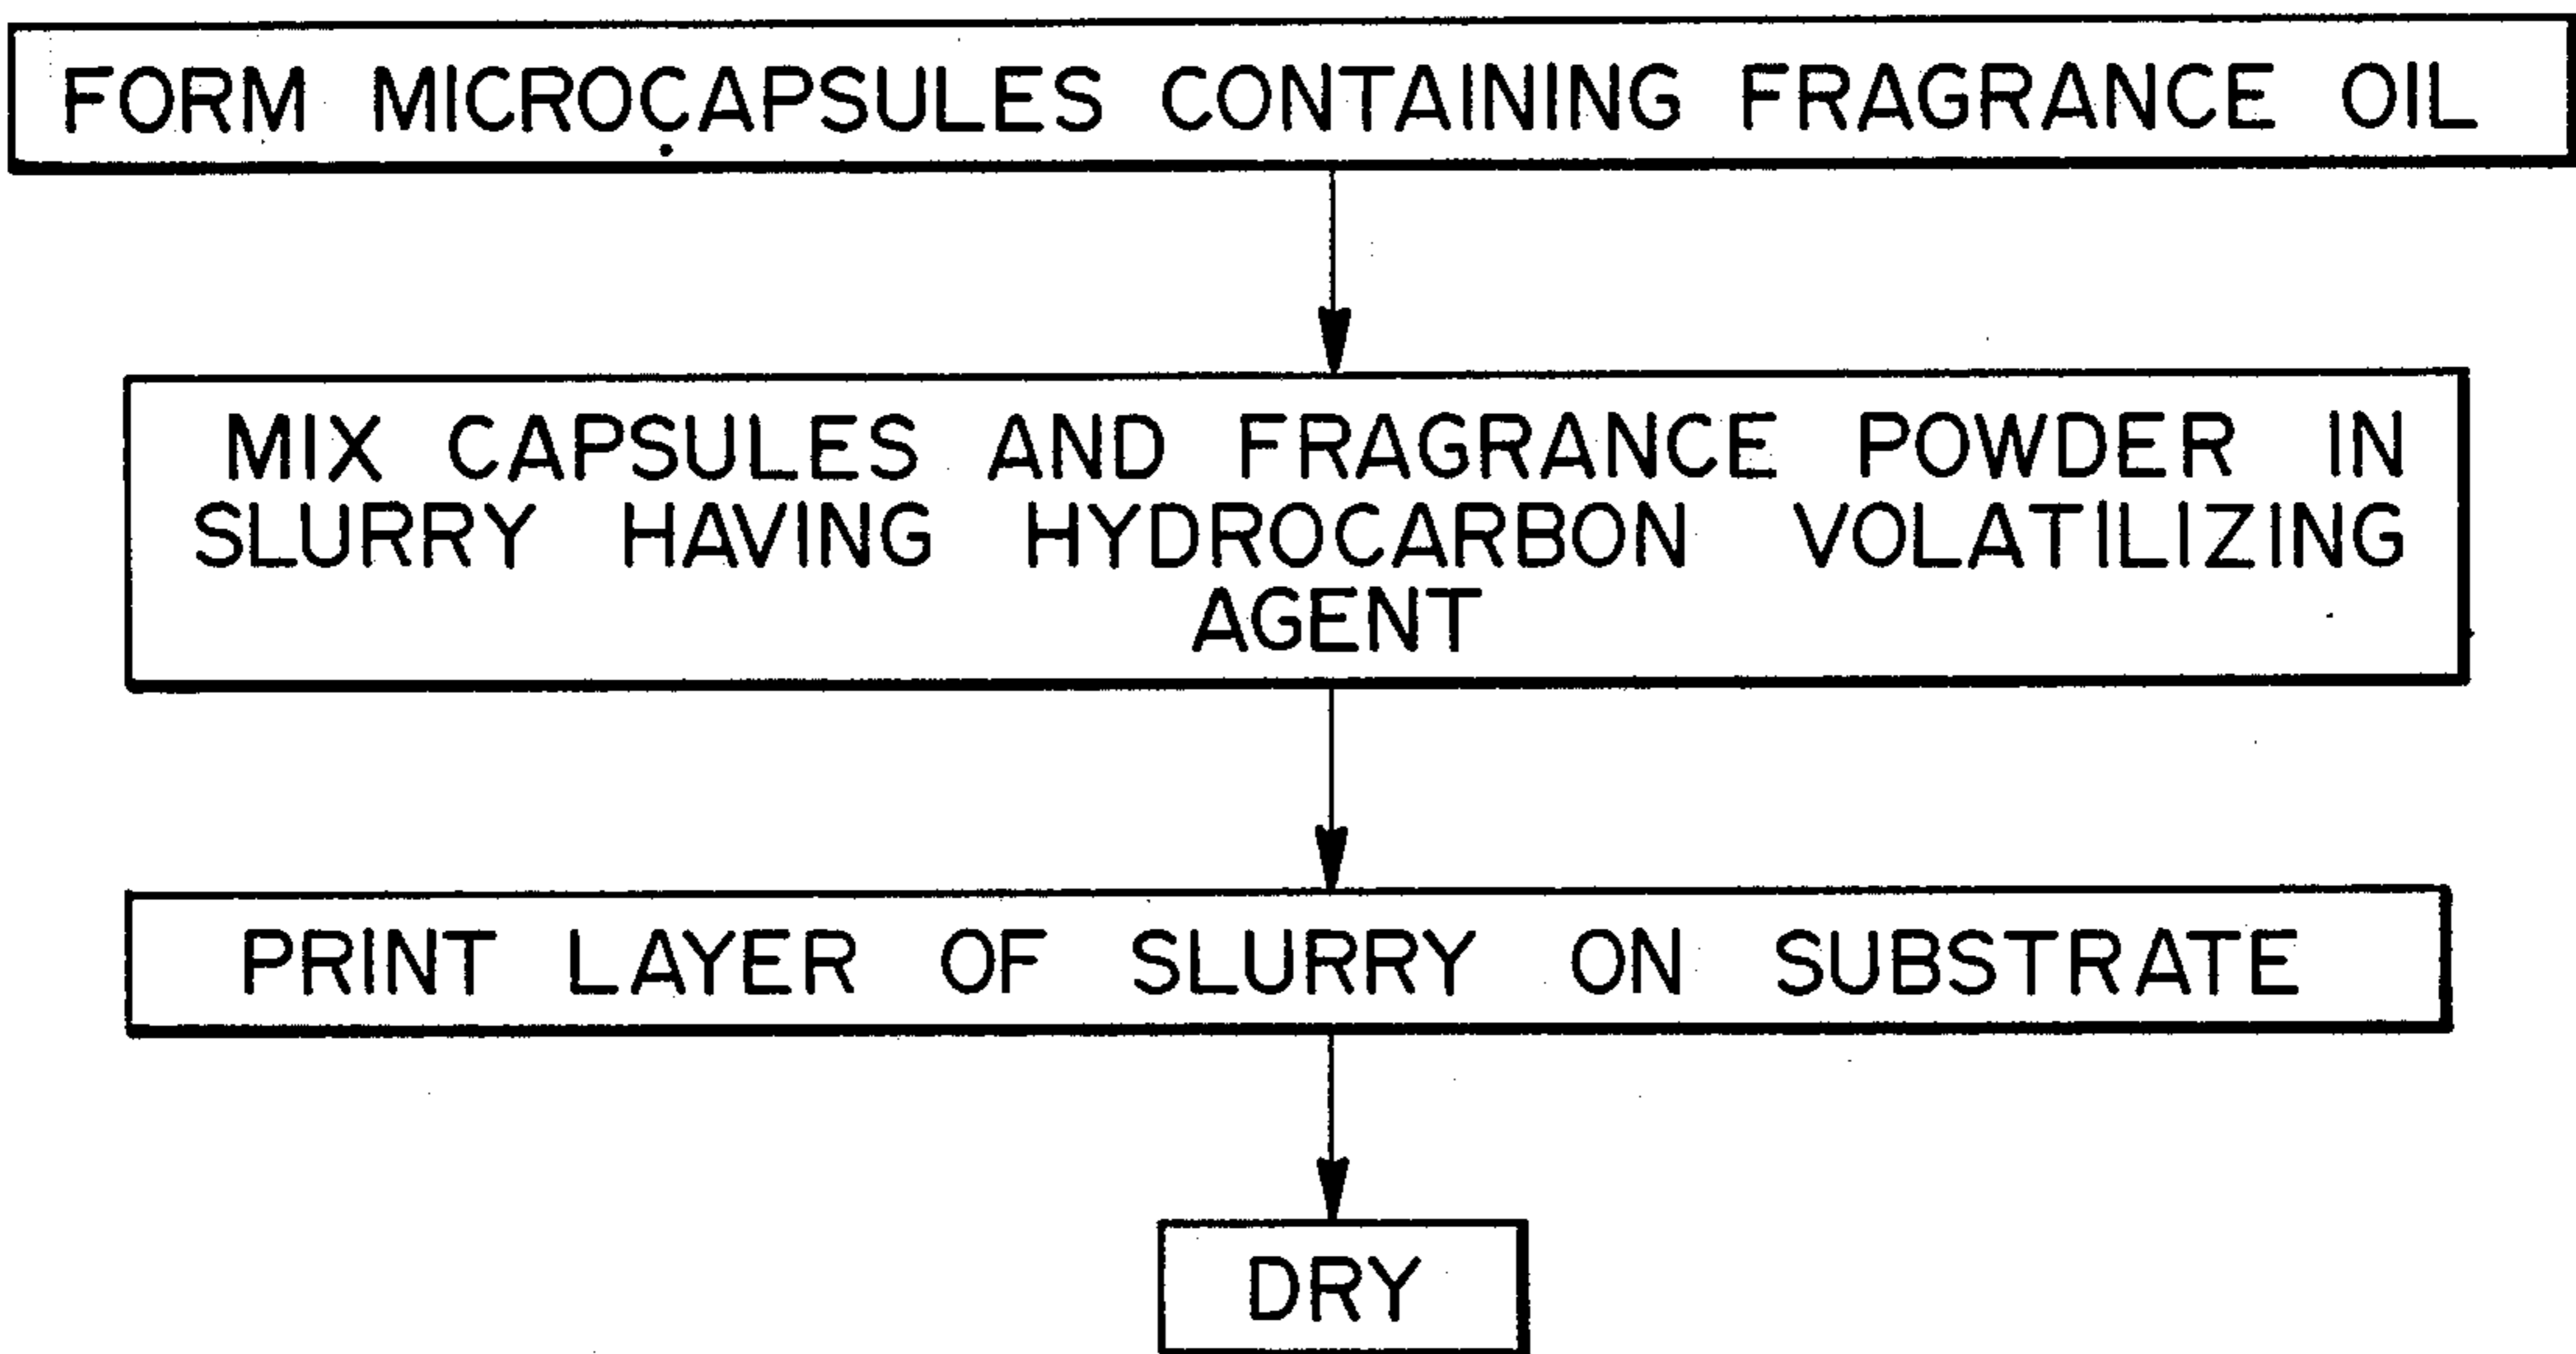 FORM MICROCAPSULES CONTAINING FRAGRANCE OIL
MIX CAPSULES AND FRAGRANCE POWDER IN
SLURRY HAVING HYDROCARBON VOLATILIZING
AGENT
PRINT LAYER OF SLURRY ON SUBSTRATE
DRY